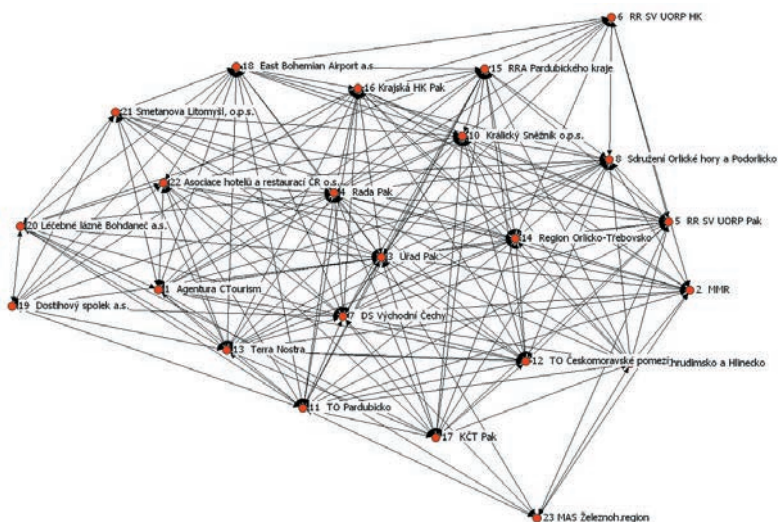 6 RR SV UORP HK
18 East Bohemian Airport a.s
15 RRA Pardubického kraje
16 Krajská HK Pak
21 Smetanova Litomyšl, o.p.s.
10 Králický Sněžník o.p.s.
8 Sdružení Orlické hory a Podorlicko
22 Asociace hotelů a restaurací ČR o.s.
4 Rada Pak
5 RR SV UORP Pak
20 Léčebné lázně Bohdaneč a.s.
14 Region Orlicko-Třebovsko
3 Úřad Pak
1 Agentura CTourism
2 MMR
19 Dostihový spolek a.s.
7 DS Východní Čechy
13 Terra Nostra
12 TO Českomoravské pomezí
hrudimsko a Hlinecko
11 TO Pardubicko
17 KČT Pak
23 MAS Železnoh.region